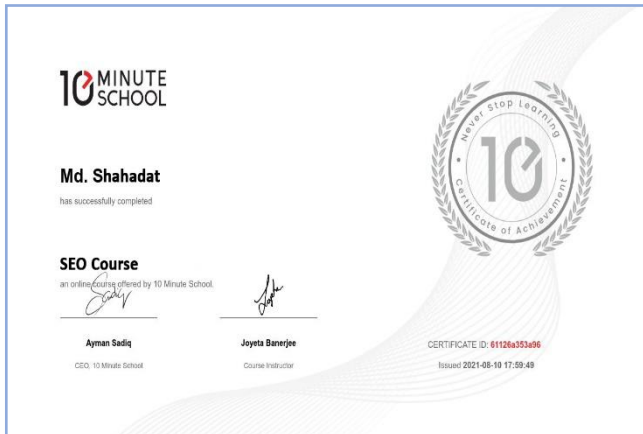 10 MINUTE
SCHOOL
Md. Shahadat
has successfully completed
SEO Course
an online course offered by 10 Minute School.
Ayman Sadiq
CEO, 10 Minute School
Joyeta Banerjee
Course Instructor
Never Stop Learning
10
Certificate of Achievement
CERTIFICATE ID: 61126a353a96
Issued 2021-08-10 17:59:49